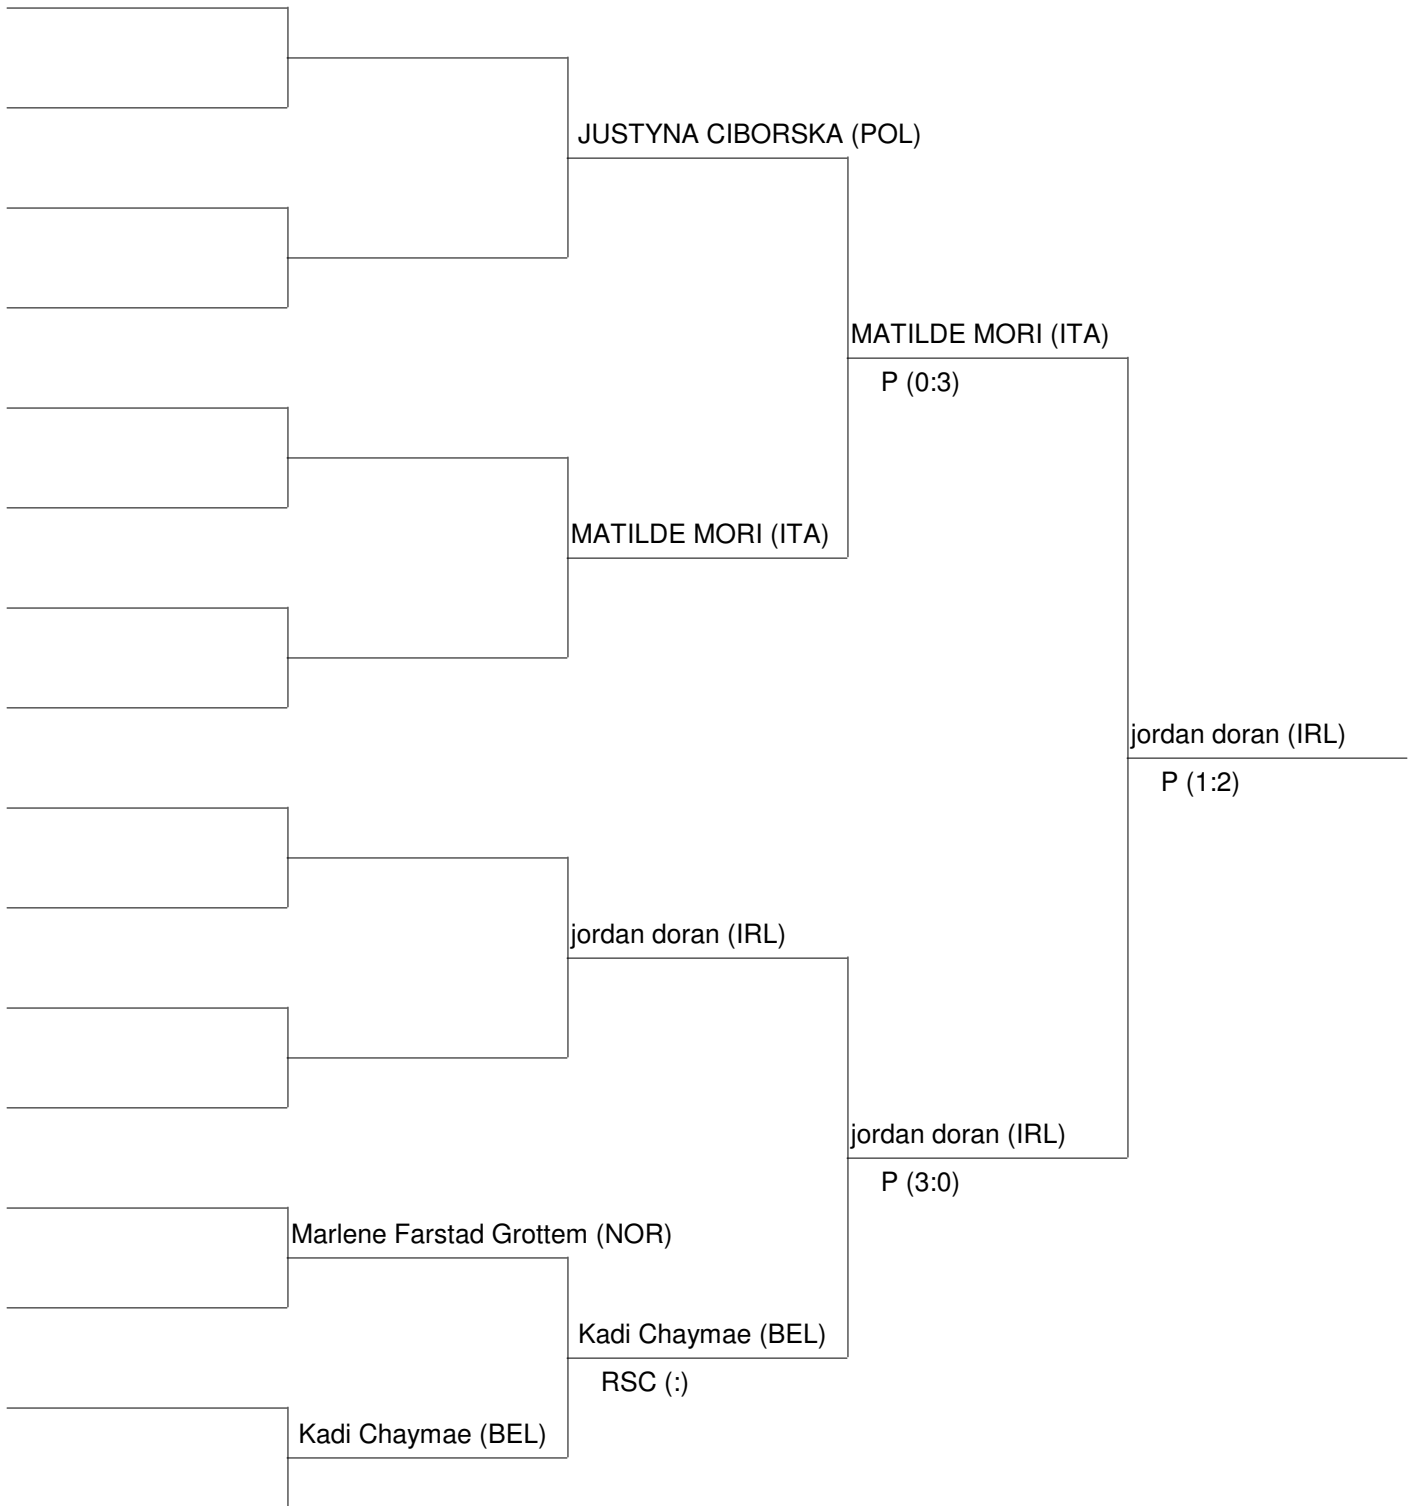 JUSTYNA CIBORSKA (POL)
MATILDE MORI (ITA)
P (0:3)
MATILDE MORI (ITA)
jordan doran (IRL)
P (1:2)
jordan doran (IRL)
jordan doran (IRL)
P (3:0)
Marlene Farstad Grottem (NOR)
Kadi Chaymae (BEL)
RSC (:)
Kadi Chaymae (BEL)